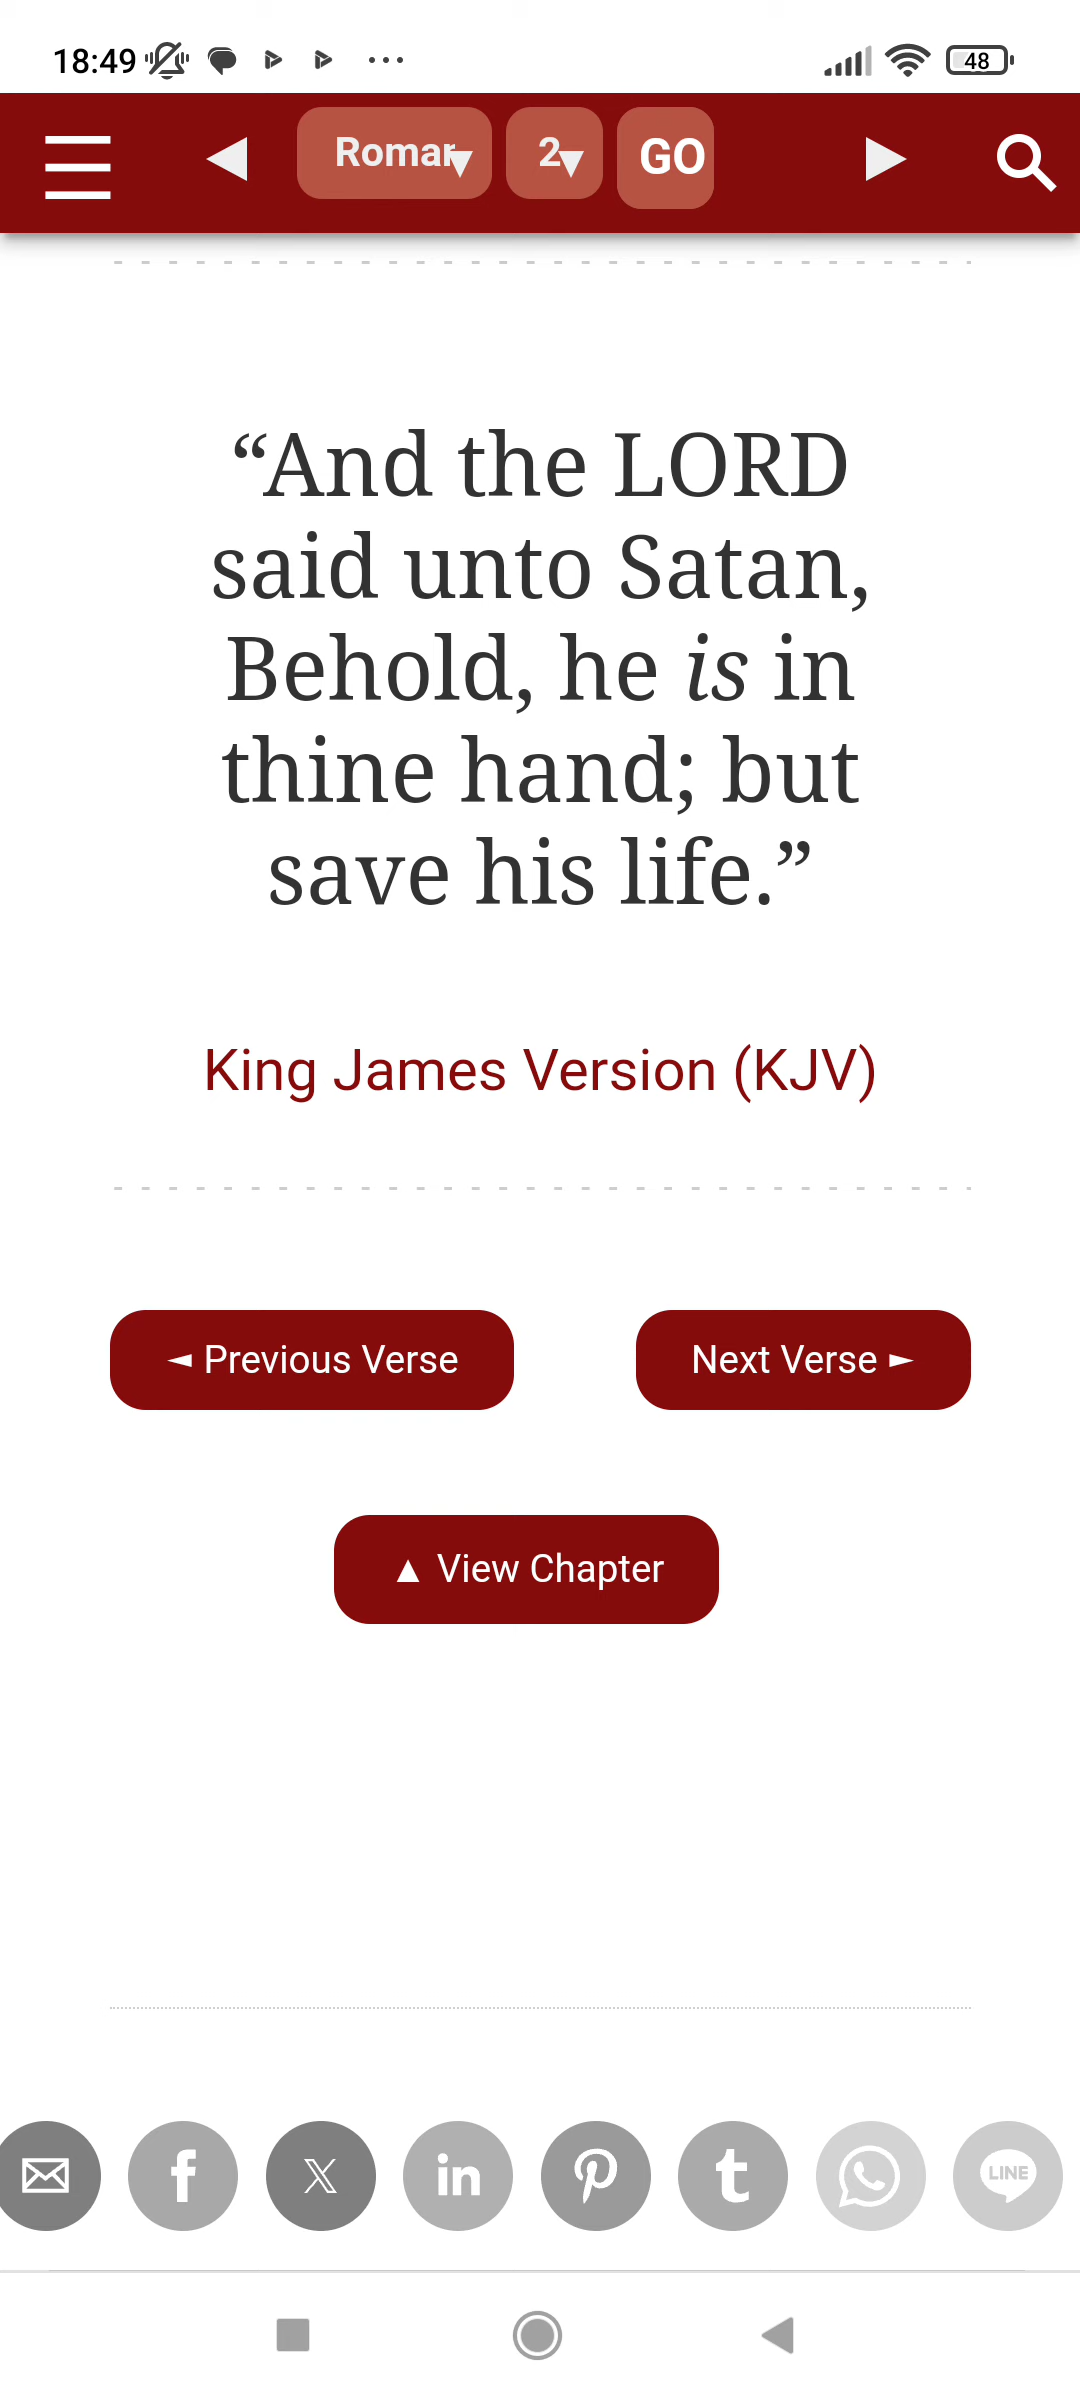 18:49 48
Roman 2 GO
“And the LORD
said unto Satan,
Behold, he is in
thine hand; but
save his life.”
King James Version (KJV)
◄ Previous Verse Next Verse ►
▲ View Chapter
f X in P t LINE